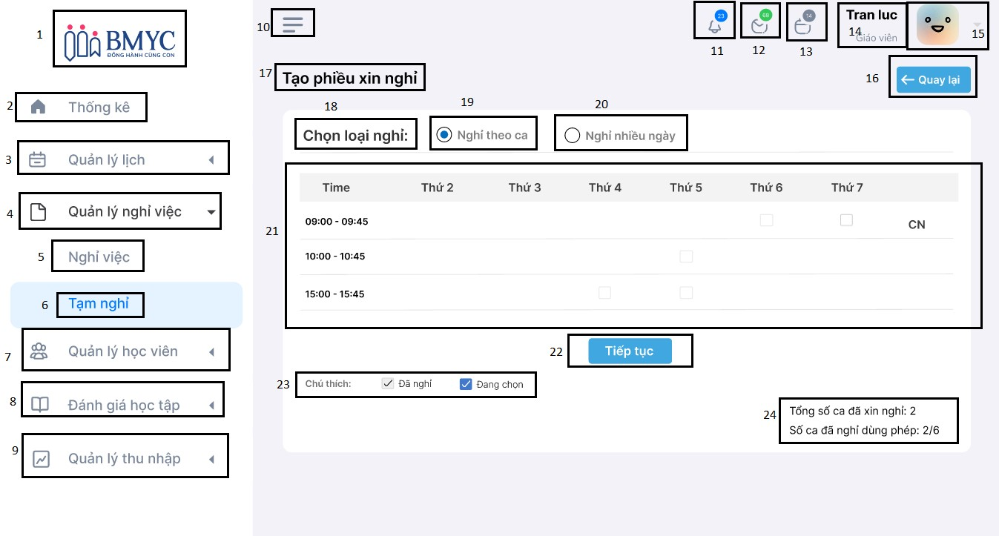 1
BMYC
ĐỒNG HÀNH CÙNG CON
2
Thống kê
3
Quản lý lịch
4
Quản lý nghỉ việc
5
Nghỉ việc
6
Tạm nghỉ
7
Quản lý học viên
8
Đánh giá học tập
9
Quản lý thu nhập
10
23
11
68
12
14
13
Tran luc
14
Giáo viên
15
16
Quay lại
17
Tạo phiều xin nghỉ
18
Chọn loại nghỉ:
19
Nghỉ theo ca
20
Nghỉ nhiều ngày
21
Time Thứ 2 Thứ 3 Thứ 4 Thứ 5 Thứ 6 Thứ 7
09:00 - 09:45
CN
10:00 - 10:45
15:00 - 15:45
22
Tiếp tục
23
Chú thích: Đã nghỉ Đang chọn
24
Tổng số ca đã xin nghỉ: 2
Số ca đã nghỉ dùng phép: 2/6